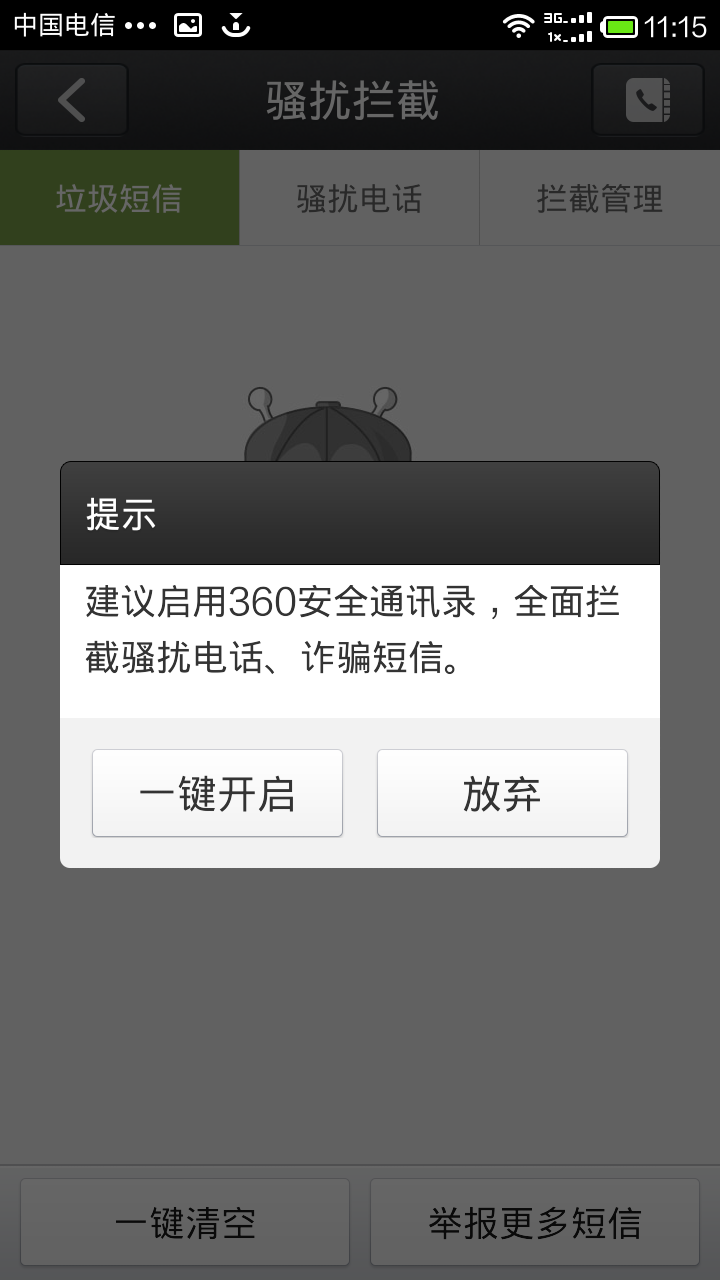 中国电信 ••• 3G 1x 11:15
骚扰拦截
垃圾短信 骚扰电话 拦截管理
提示
建议启用360安全通讯录，全面拦
截骚扰电话、诈骗短信。
一键开启 放弃
一键清空 举报更多短信